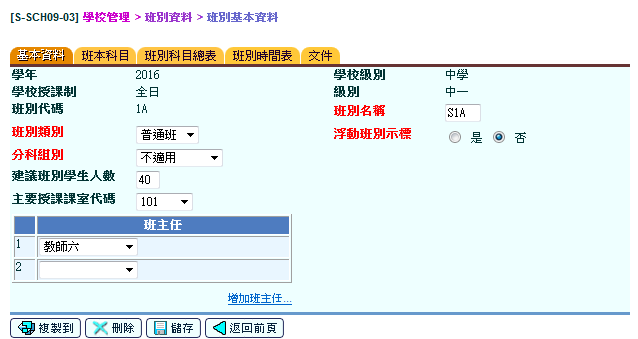 [S-SCH09-03] 學校管理 > 班別資料 > 班別基本資料
基本資料 班本科目 班別科目總表 班別時間表 文件
學年 2016 學校級別 中學
學校授課制 全日 級別 中一
班別代碼 1A 班別名稱 S1A
班別類別 普通班 浮動班別示標 是 否
分科組別 不適用
建議班別學生人數 40
主要授課課室代碼 101
班主任
1 教師六
2
增加班主任...
複製到 刪除 儲存 返回前頁